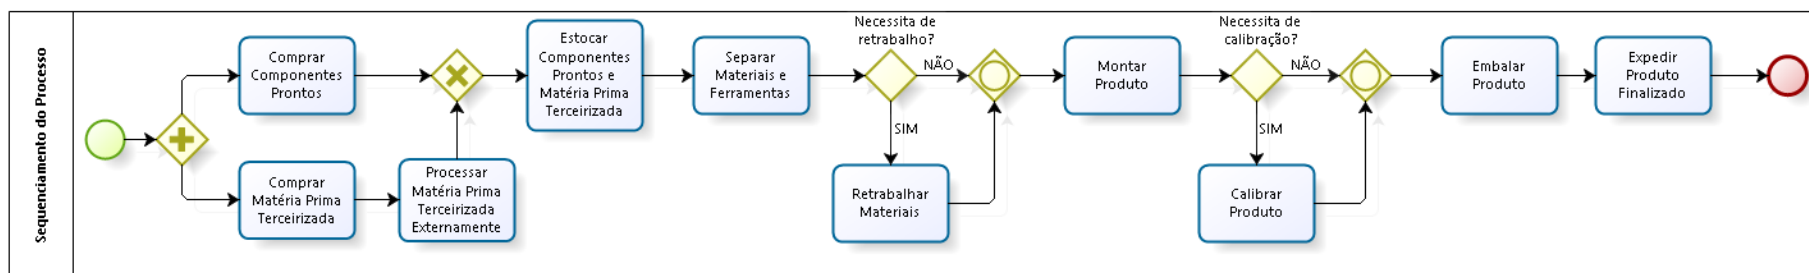 Sequenciamento do Processo
Comprar
Componentes
Prontos
Comprar
Matéria Prima
Terceirizada
Processar
Matéria Prima
Terceirizada
Externamente
Estocar
Componentes
Prontos e
Matéria Prima
Terceirizada
Separar
Materiais e
Ferramentas
Necessita de
retrabalho?
NÃO
SIM
Retrabalhar
Materiais
Montar
Produto
Necessita de
calibração?
NÃO
SIM
Calibrar
Produto
Embalar
Produto
Expedir
Produto
Finalizado